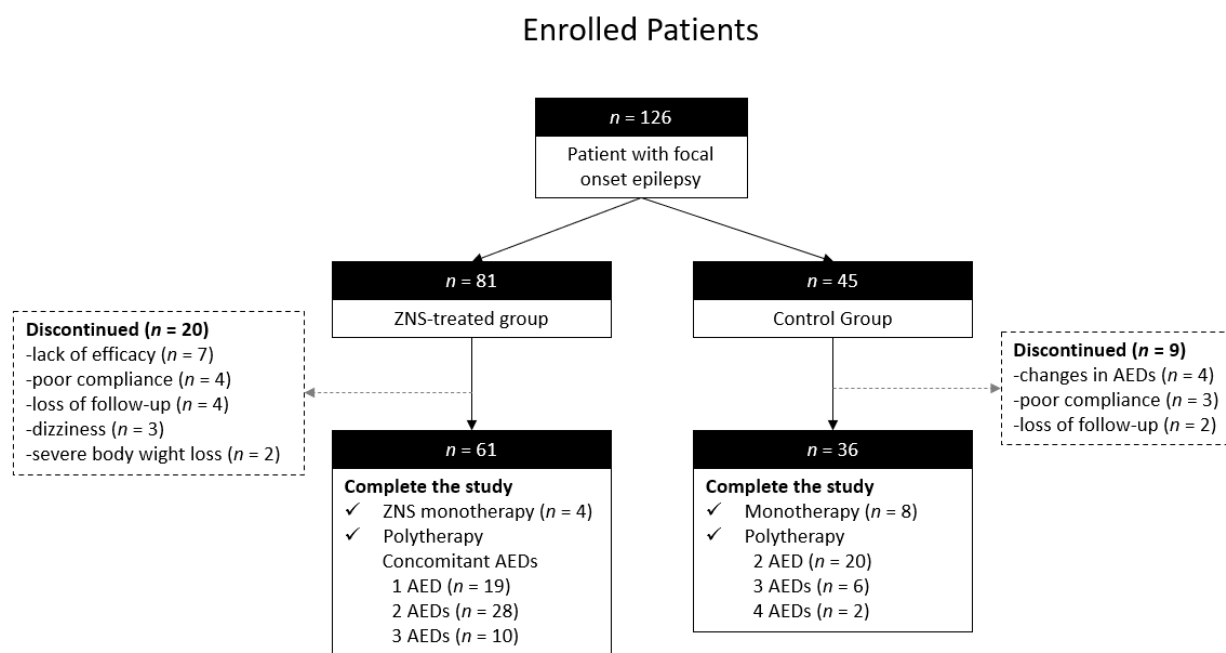 Enrolled Patients
n = 126
Patient with focal
onset epilepsy
n = 81
ZNS-treated group
n = 45
Control Group
Discontinued (n = 20)
-lack of efficacy (n = 7)
-poor compliance (n = 4)
-loss of follow-up (n = 4)
-dizziness (n = 3)
-severe body wight loss (n = 2)
Discontinued (n = 9)
-changes in AEDs (n = 4)
-poor compliance (n = 3)
-loss of follow-up (n = 2)
n = 61
Complete the study
✓ ZNS monotherapy (n = 4)
✓ Polytherapy
Concomitant AEDs
1 AED (n = 19)
2 AEDs (n = 28)
3 AEDs (n = 10)
n = 36
Complete the study
✓ Monotherapy (n = 8)
✓ Polytherapy
2 AED (n = 20)
3 AEDs (n = 6)
4 AEDs (n = 2)